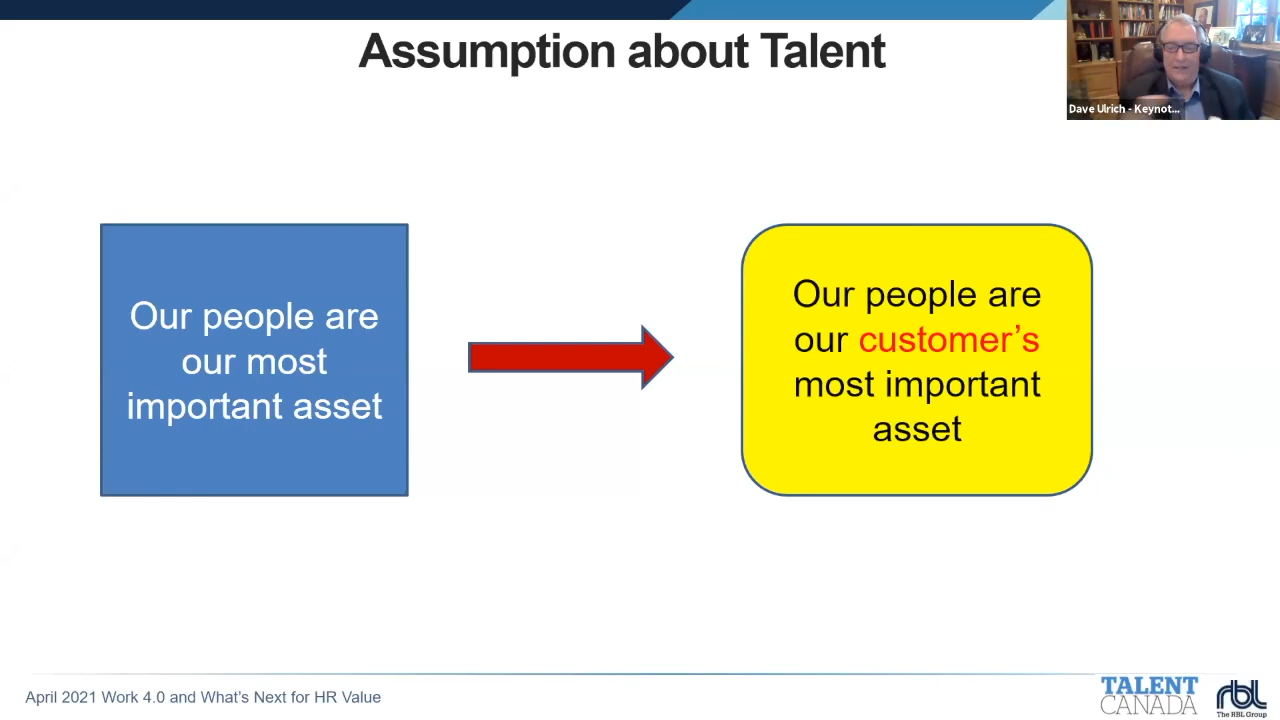 Assumption about Talent
Dave Ulrich - Keynot...
Our people are
our most
important asset
Our people are
our customer’s
most important
asset
April 2021 Work 4.0 and What's Next for HR Value
TALENT
CANADA
rbl
The RBL Group